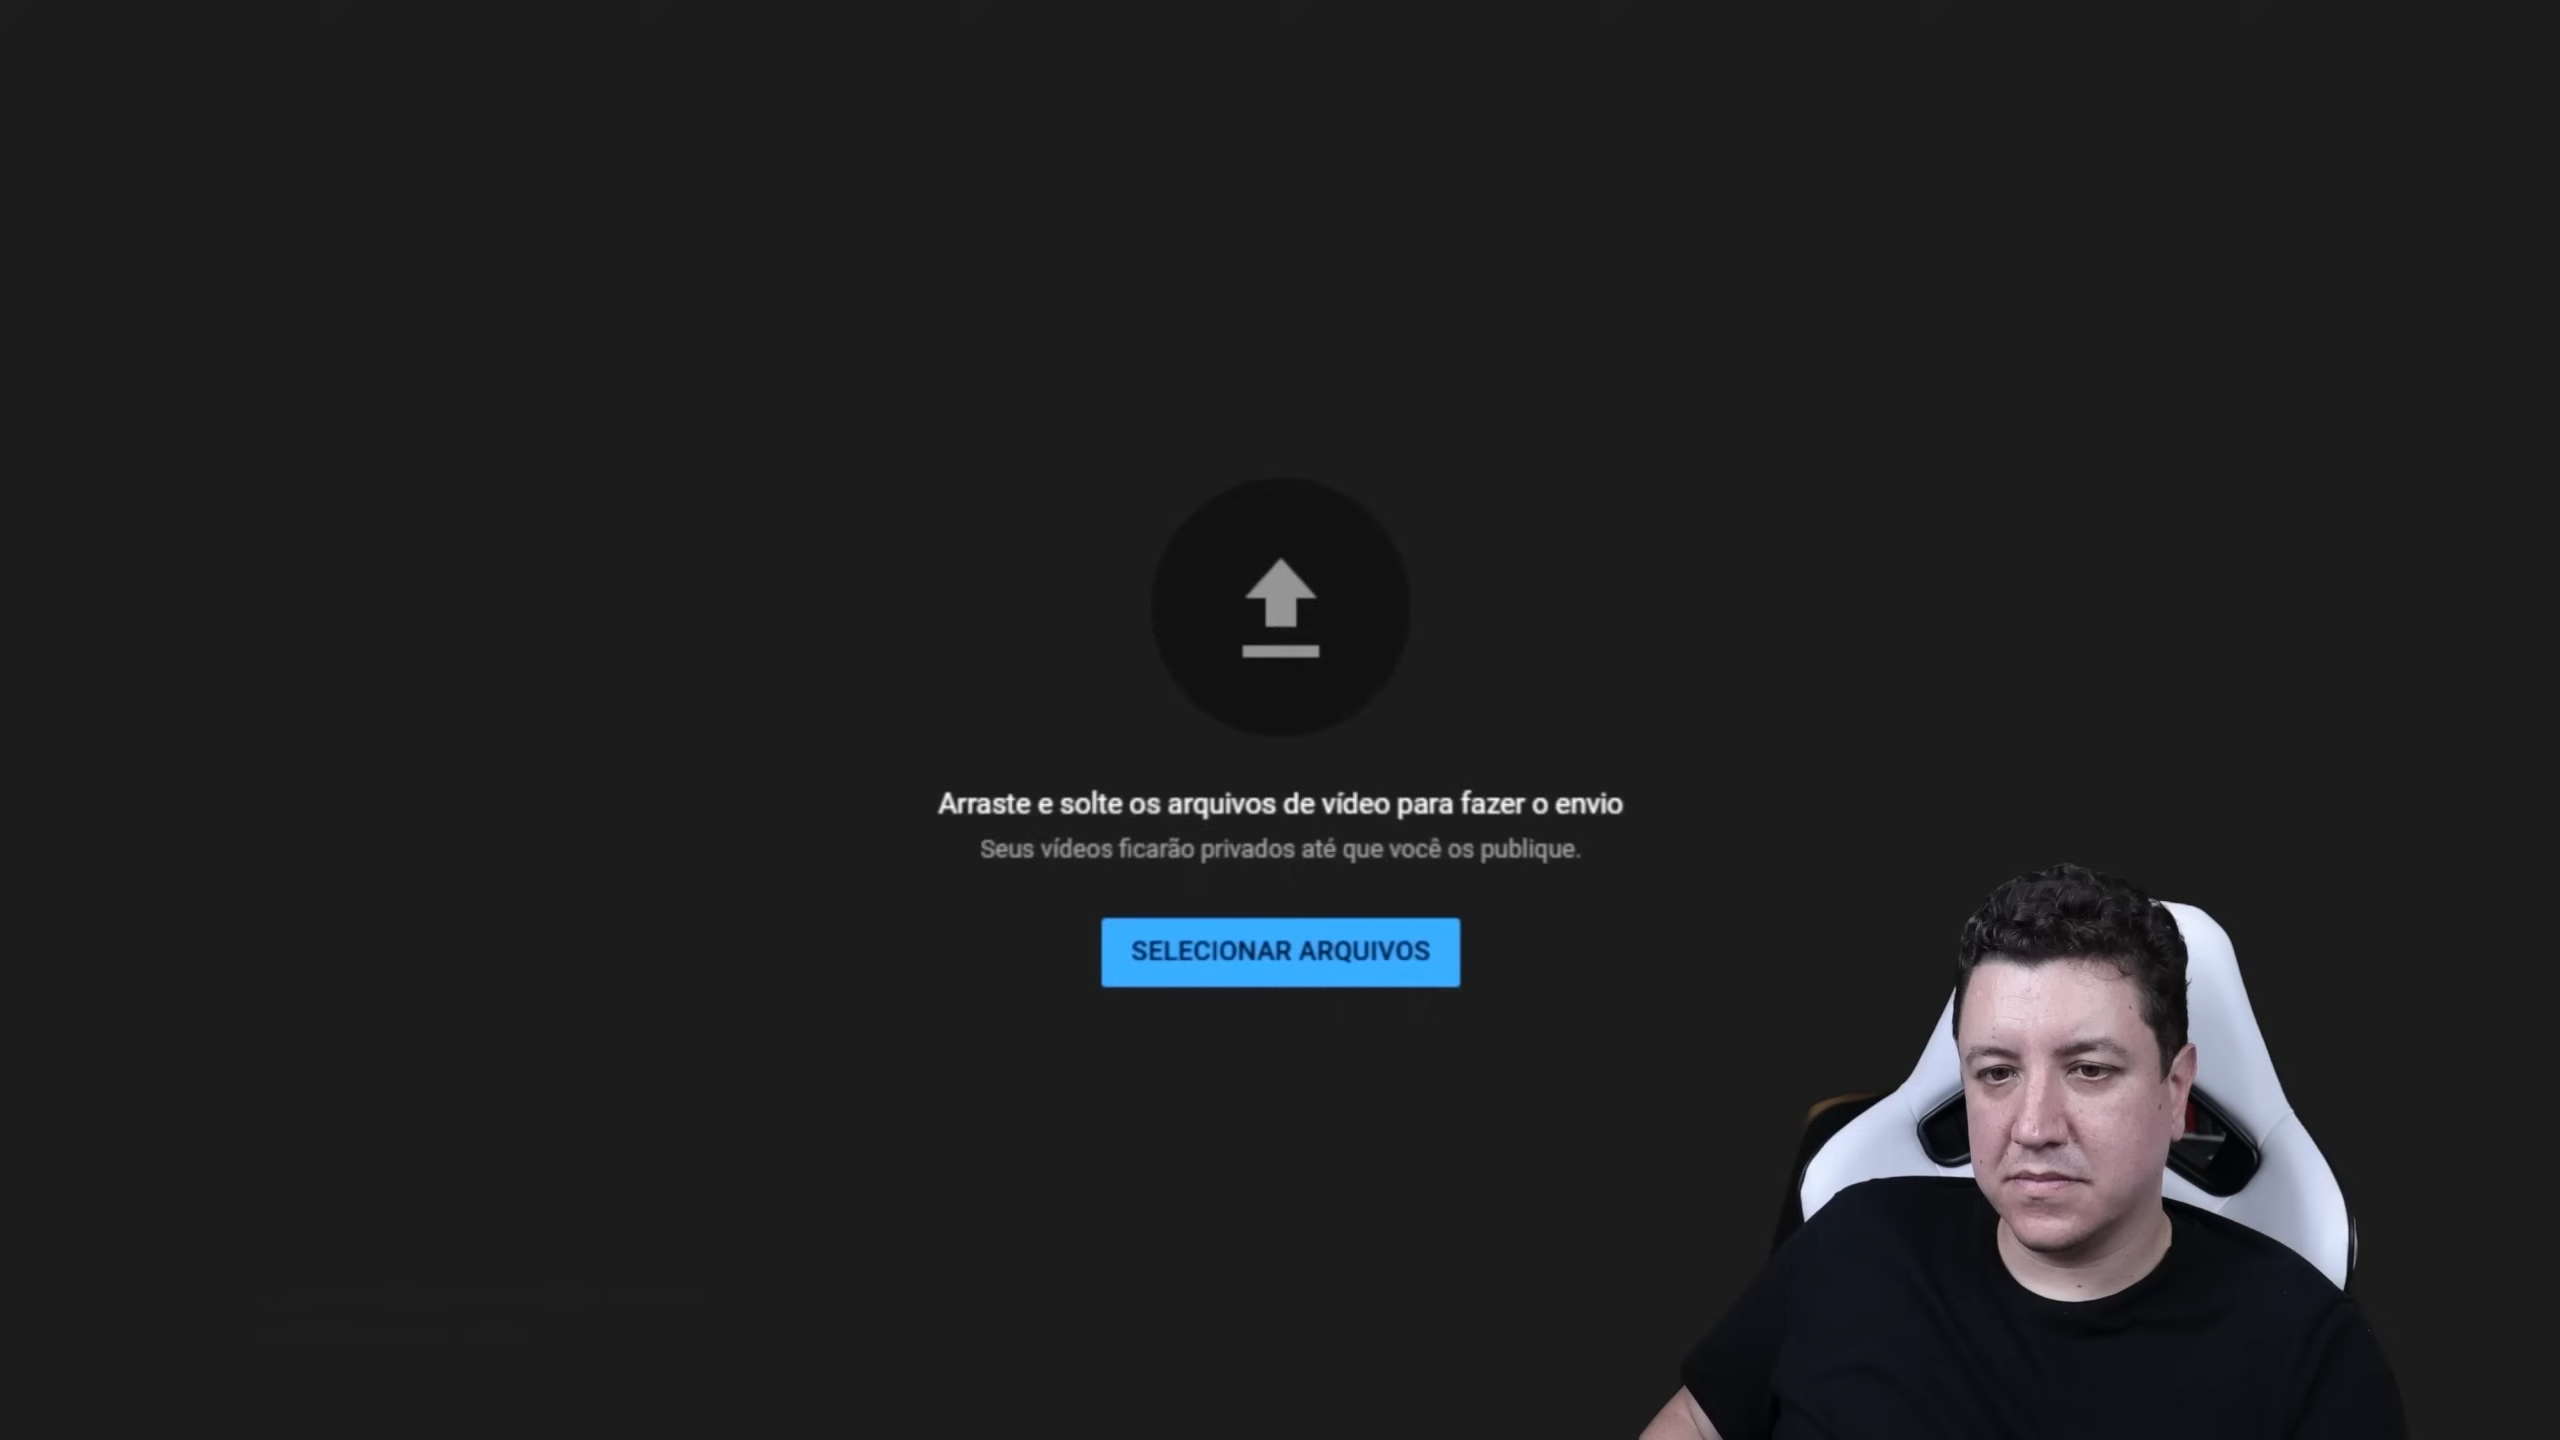 Arraste e solte os arquivos de vídeo para fazer o envio
Seus vídeos ficarão privados até que você os publique.
SELECIONAR ARQUIVOS